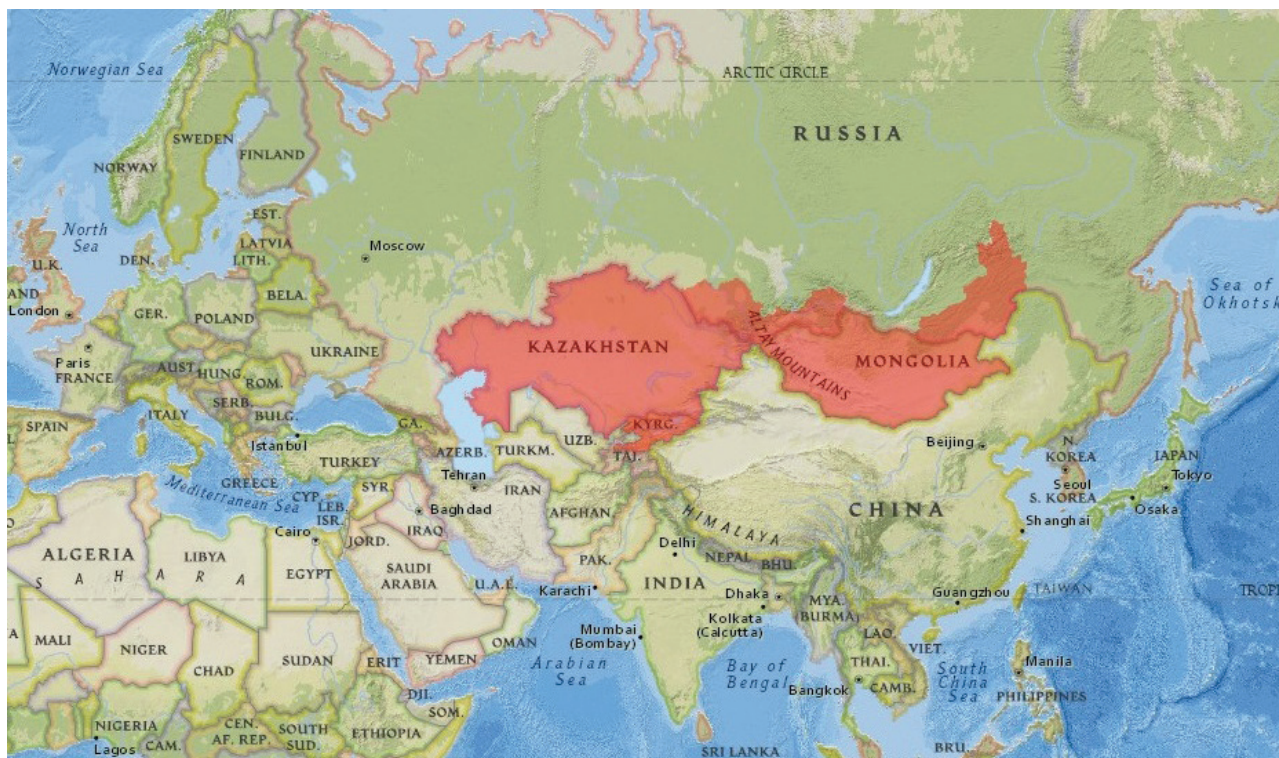 Norwegian Sea
ARCTIC CIRCLE
RUSSIA
SWEDEN
FINLAND
NORWAY
EST.
North
Sea
Moscow
LATVIA
LITH.
DEN.
U.K.
AND
London
BELA.
Sea of
Okhotsk
GER.
POLAND
KAZAKHSTAN
ALTAY MOUNTAINS
MONGOLIA
UKRAINE
Paris
FRANCE
AUST.
HUNG.
ROM.
SERB.
BULG.
ITALY
SPAIN
GA.
KYRG.
Istanbul
UZB.
Beijing
N.
KOREA
TURKEY
AZERB.
TURKM.
TAJ.
JAPAN
Tokyo
GREECE
Tehran
Seoul
S. KOREA
Mediterranean Sea
CYP.
SYR.
LEB.
ISR.
IRAN
Baghdad
AFGHAN.
HIMALAYA
CHINA
Osaka
Shanghai
Cairo
IRAQ
JORD.
Delhi
ALGERIA
LIBYA
SAHARA
EGYPT
SAUDI
ARABIA
PAK.
NEPAL
BHU.
U.A.E.
Karachi
INDIA
Dhaka
MYA.
(BURMA)
Guangzhou
TAIWAN
TROPI
Kolkata
(Calcutta)
MALI
NIGER
CHAD
SUDAN
ERIT
YEMEN
OMAN
Mumbai
(Bombay)
LAO.
VIET.
Arabian
Sea
Bay of
Bengal
THAI.
Bangkok
CAMB.
South
China
Sea
Manila
PHILIPPINES
DJI.
SOM.
NIGERIA
Lagos
CAM.
CEN.
AF. REP.
SOUTH
SUD.
ETHIOPIA
SRI LANKA
BRU.